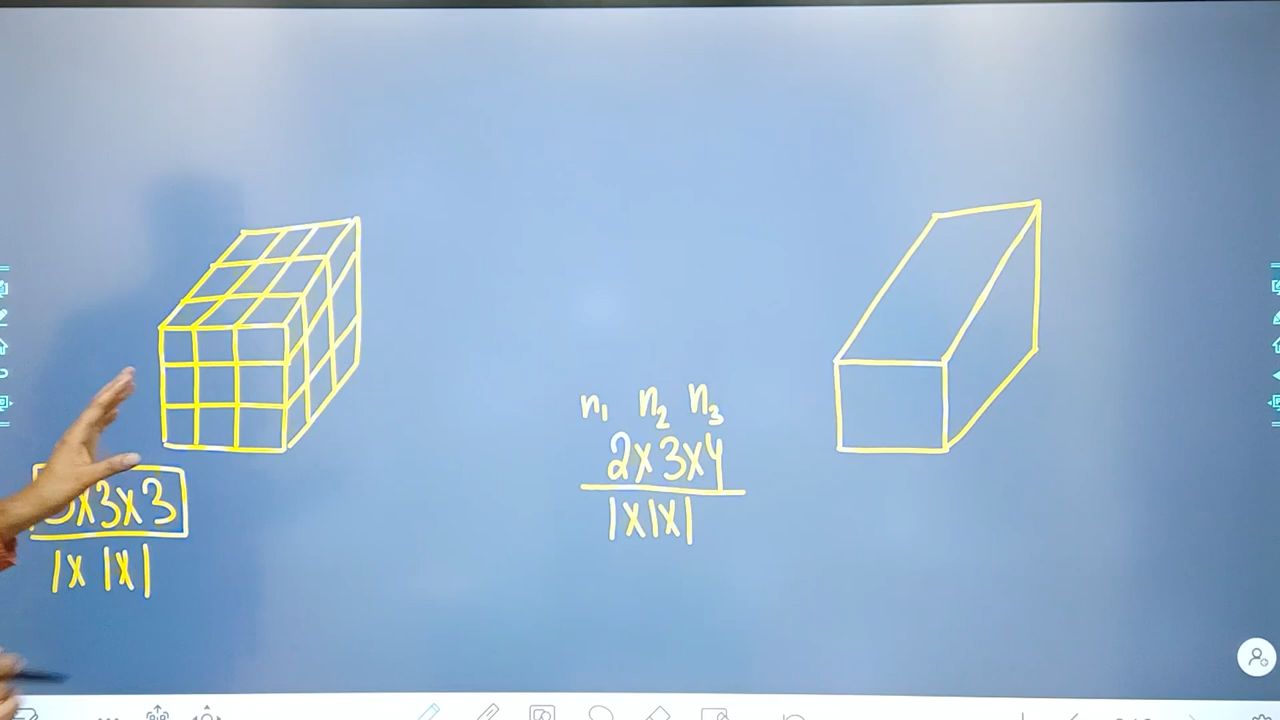 n₁ n₂ n₃
2x3x4
1x1x1
3x3x3
1x1x1